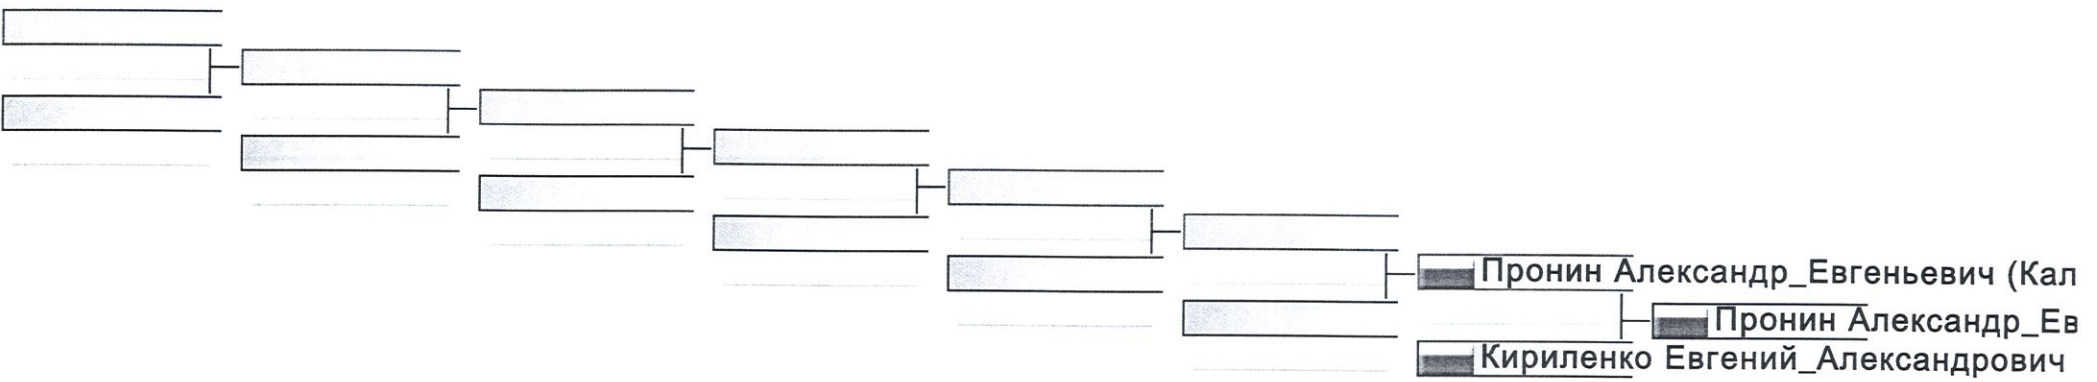 Пронин Александр_Евгеньевич (Кал
Пронин Александр_Ев
Кириленко Евгений_Александрович